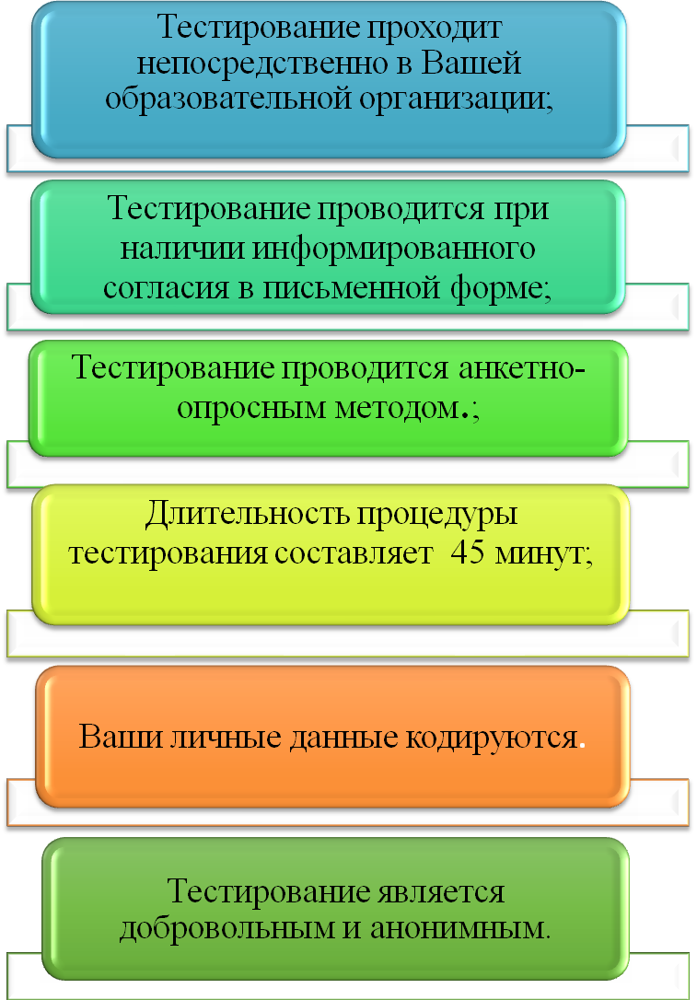 Тестирование проходит
непосредственно в Вашей
образовательной организации;
Тестирование проводится при
наличии информированного
согласия в письменной форме;
Тестирование проводится анкетно-
опросным методом.;
Длительность процедуры
тестирования составляет  45 минут;
Ваши личные данные кодируются.
Тестирование является
добровольным и анонимным.